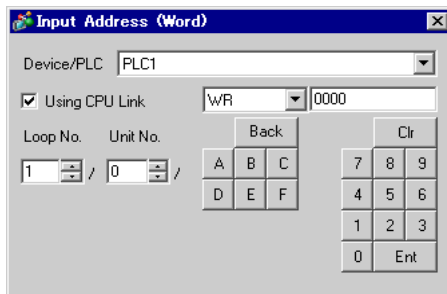 Input Address (Word)
Device/PLC PLC1
Using CPU Link WR 0000
Loop No. Unit No. Back Clr
1 / 0 / A B C 7 8 9
D E F 4 5 6
1 2 3
0 Ent